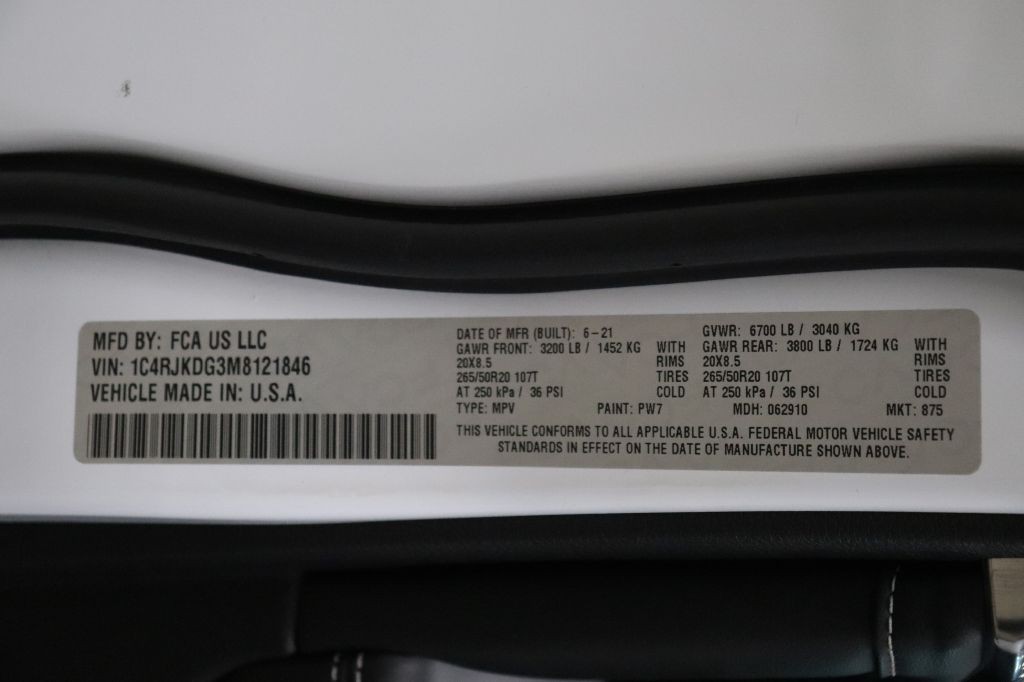 MFD BY: FCA US LLC
VIN: 1C4RJKDG3M8121846
VEHICLE MADE IN: U.S.A.
DATE OF MFR (BUILT): 6-21
GAWR FRONT: 3200 LB / 1452 KG WITH
20X8.5 RIMS
265/50R20 107T TIRES
AT 250 kPa / 36 PSI COLD
GVWR: 6700 LB / 3040 KG
GAWR REAR: 3800 LB / 1724 KG WITH
20X8.5 RIMS
265/50R20 107T TIRES
AT 250 kPa / 36 PSI COLD
TYPE: MPV PAINT: PW7 MDH: 062910 MKT: 875
THIS VEHICLE CONFORMS TO ALL APPLICABLE U.S.A. FEDERAL MOTOR VEHICLE SAFETY
STANDARDS IN EFFECT ON THE DATE OF MANUFACTURE SHOWN ABOVE.